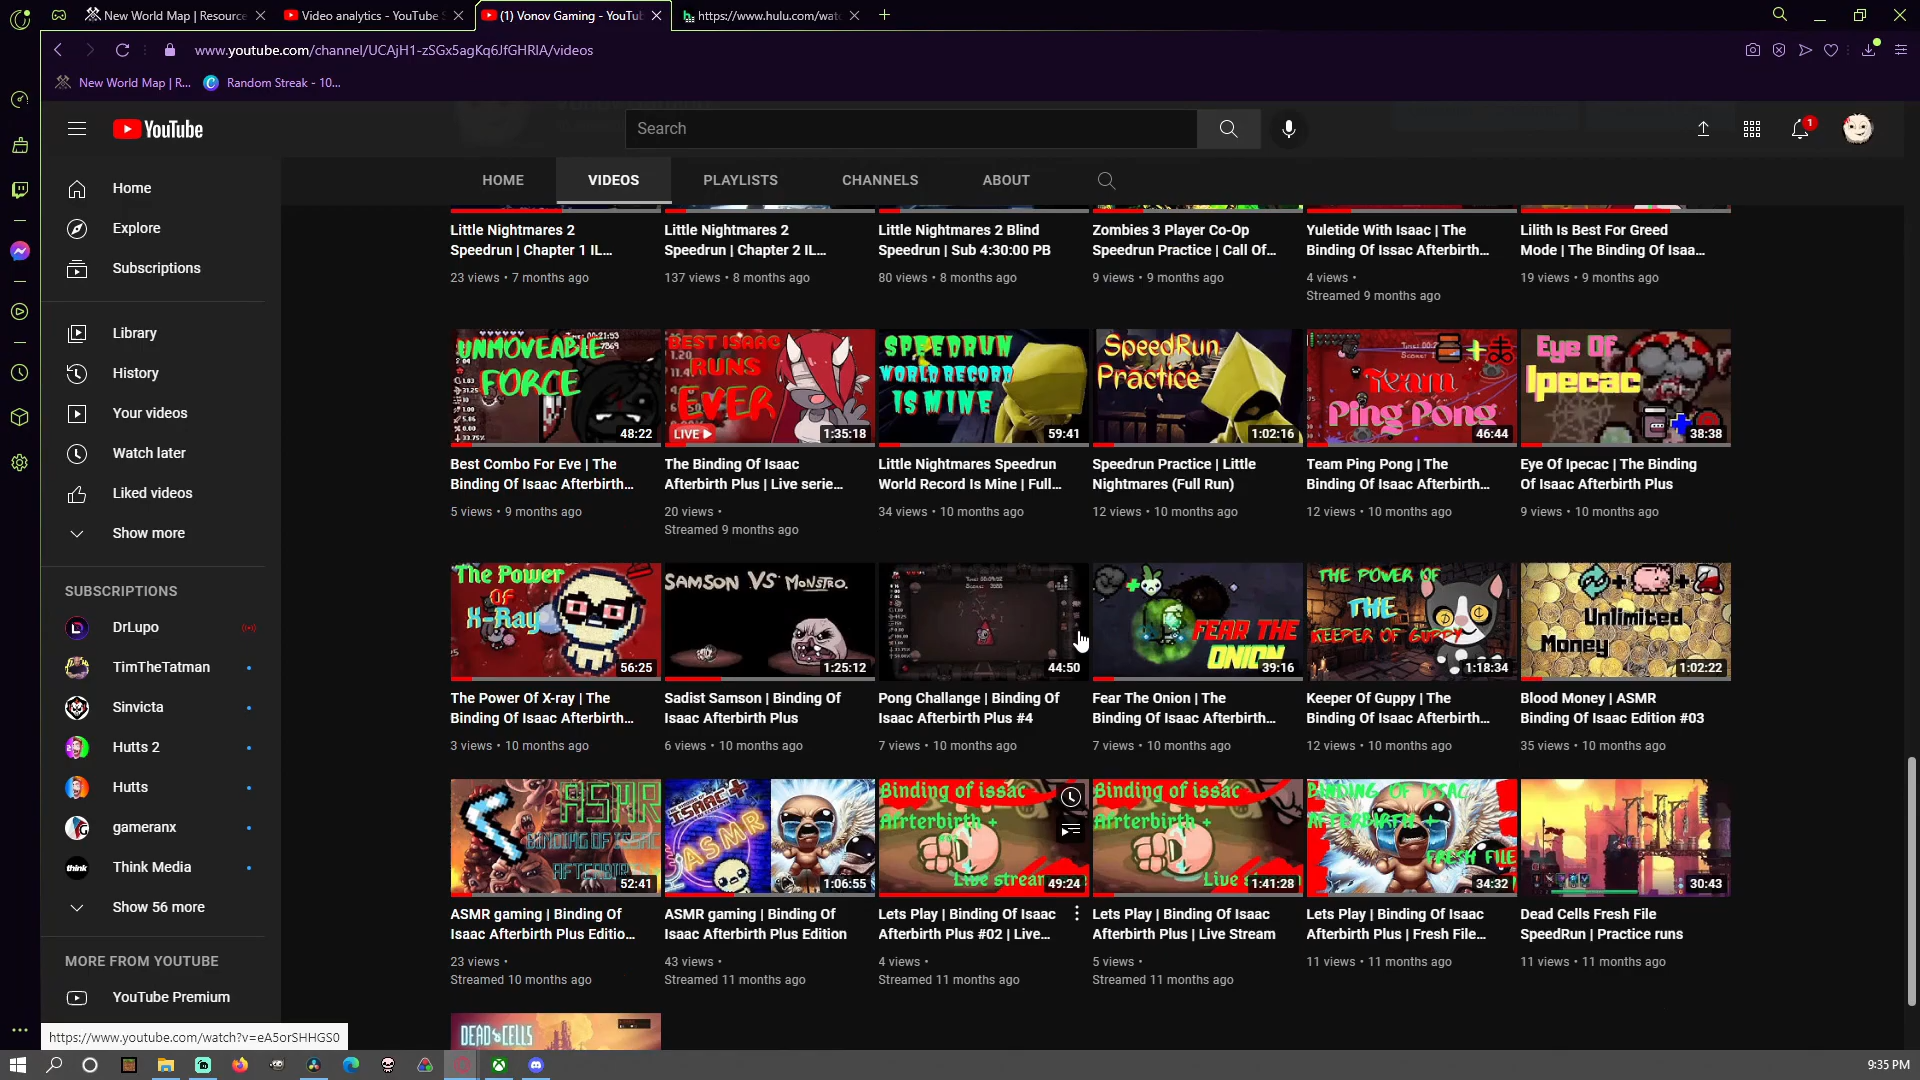 New World Map | Resource
Video analytics - YouTube S
(1) Vonov Gaming - YouTub
https://www.hulu.com/wat
www.youtube.com/channel/UCAjH1-zSGx5agKq6JfGHRIA/videos
New World Map | R...
Random Streak - 10...
YouTube
Search
1
HOME
VIDEOS
PLAYLISTS
CHANNELS
ABOUT
Home
Explore
Subscriptions
Library
History
Your videos
Watch later
Liked videos
Show more
SUBSCRIPTIONS
DrLupo
TimTheTatman
Sinvicta
Hutts 2
Hutts
gameranx
think
Think Media
Show 56 more
MORE FROM YOUTUBE
YouTube Premium
https://www.youtube.com/watch?v=eA5orSHHGS0
Little Nightmares 2
Speedrun | Chapter 1 IL...
23 views • 7 months ago
Little Nightmares 2
Speedrun | Chapter 2 IL...
137 views • 8 months ago
Little Nightmares 2 Blind
Speedrun | Sub 4:30:00 PB
80 views • 8 months ago
Zombies 3 Player Co-Op
Speedrun Practice | Call Of...
9 views • 9 months ago
Yuletide With Isaac | The
Binding Of Isaac Afterbirth...
4 views •
Streamed 9 months ago
Lilith Is Best For Greed
Mode | The Binding Of Isaa...
19 views • 9 months ago
UNMOVEABLE
FORCE
48:22
Best Combo For Eve | The
Binding Of Isaac Afterbirth...
5 views • 9 months ago
BEST ISAAC
RUNS
EVER
LIVE
1:35:18
The Binding Of Isaac
Afterbirth Plus | Live serie...
20 views •
Streamed 9 months ago
SPEEDRUN
WORLD RECORD
IS MINE
59:41
Little Nightmares Speedrun
World Record Is Mine | Full...
34 views • 10 months ago
SpeedRun
Practice
1:02:16
Speedrun Practice | Little
Nightmares (Full Run)
12 views • 10 months ago
Team
Ping Pong
46:44
Team Ping Pong | The
Binding Of Isaac Afterbirth...
12 views • 10 months ago
Eye Of
Ipecac
38:38
Eye Of Ipecac | The Binding
Of Isaac Afterbirth Plus
9 views • 10 months ago
The Power
OF
X-Ray
56:25
The Power Of X-ray | The
Binding Of Isaac Afterbirth...
3 views • 10 months ago
SAMSON VS MONSTRO.
1:25:12
Sadist Samson | Binding Of
Isaac Afterbirth Plus
6 views • 10 months ago
44:50
Pong Challange | Binding Of
Isaac Afterbirth Plus #4
7 views • 10 months ago
FEAR THE
ONION
39:16
Fear The Onion | The
Binding Of Isaac Afterbirth...
7 views • 10 months ago
THE POWER OF
THE
KEEPER OF GUPPY
1:18:34
Keeper Of Guppy | The
Binding Of Isaac Afterbirth...
12 views • 10 months ago
Unlimited
Money
1:02:22
Blood Money | ASMR
Binding Of Isaac Edition #03
35 views • 10 months ago
ASMR
BINDING OF ISSAC
52:41
ASMR gaming | Binding Of
Isaac Afterbirth Plus Editio...
23 views •
Streamed 10 months ago
ASMR
1:06:55
ASMR gaming | Binding Of
Isaac Afterbirth Plus Edition
43 views •
Streamed 11 months ago
Binding of issac
Afrterbirth +
Live stream
49:24
Lets Play | Binding Of Isaac
Afterbirth Plus #02 | Live...
4 views •
Streamed 11 months ago
Binding of issac
Afrterbirth +
Live
1:41:28
Lets Play | Binding Of Isaac
Afterbirth Plus | Live Stream
5 views •
Streamed 11 months ago
BINDING OF ISSAC
FRESH FILE
34:32
Lets Play | Binding Of Isaac
Afterbirth Plus | Fresh File...
11 views • 11 months ago
30:43
Dead Cells Fresh File
SpeedRun | Practice runs
11 views • 11 months ago
DEAD CELLS
9:35 PM